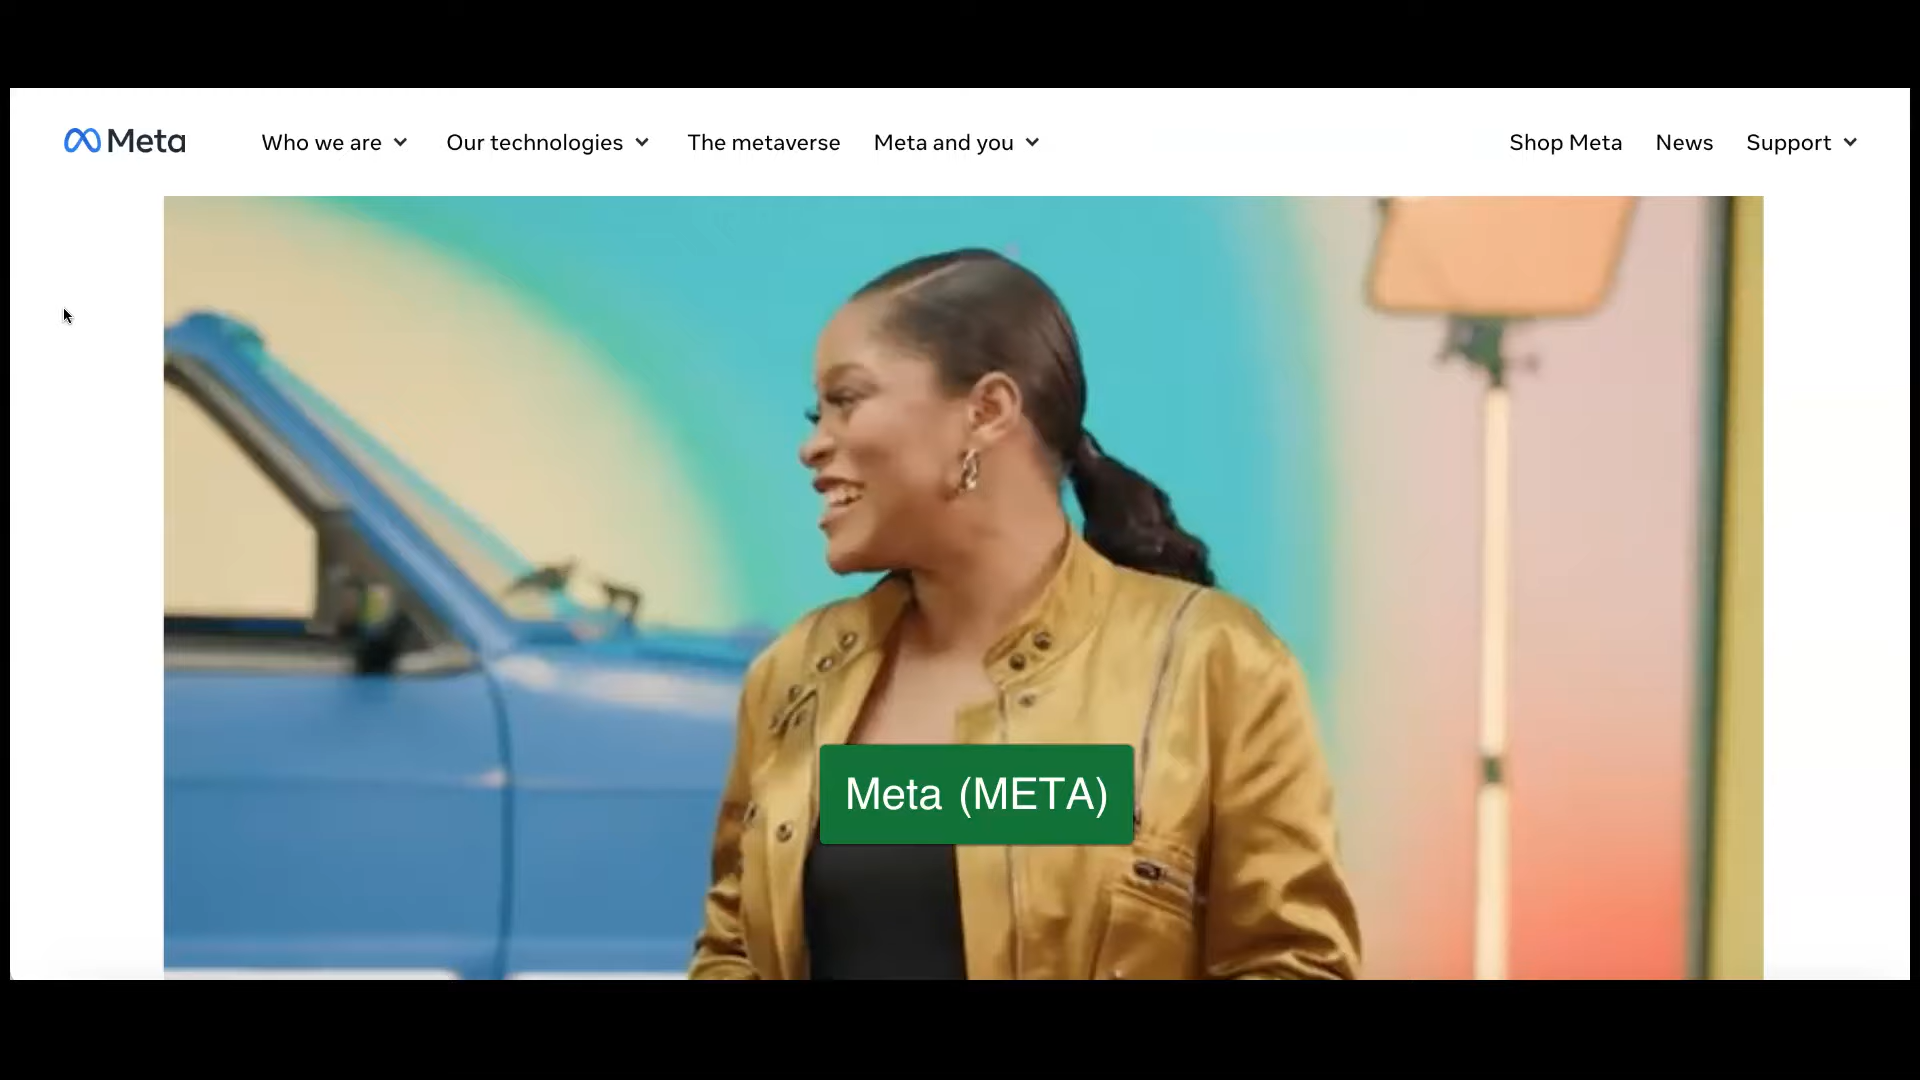 Meta
Who we are
Our technologies
The metaverse
Meta and you
Shop Meta
News
Support
Meta (META)